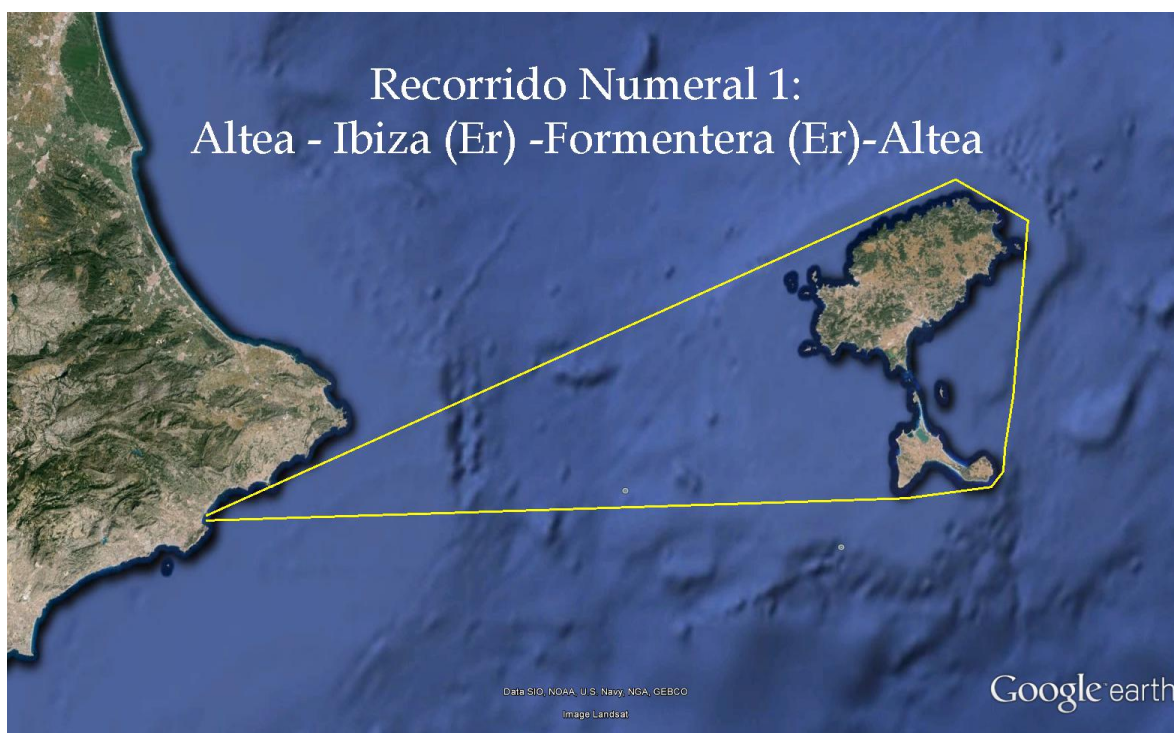 Recorrido Numeral 1:
Altea - Ibiza (Er) -Formentera (Er)-Altea
Data SIO, NOAA, U.S. Navy, NGA, GEBCO
Image Landsat
Google earth